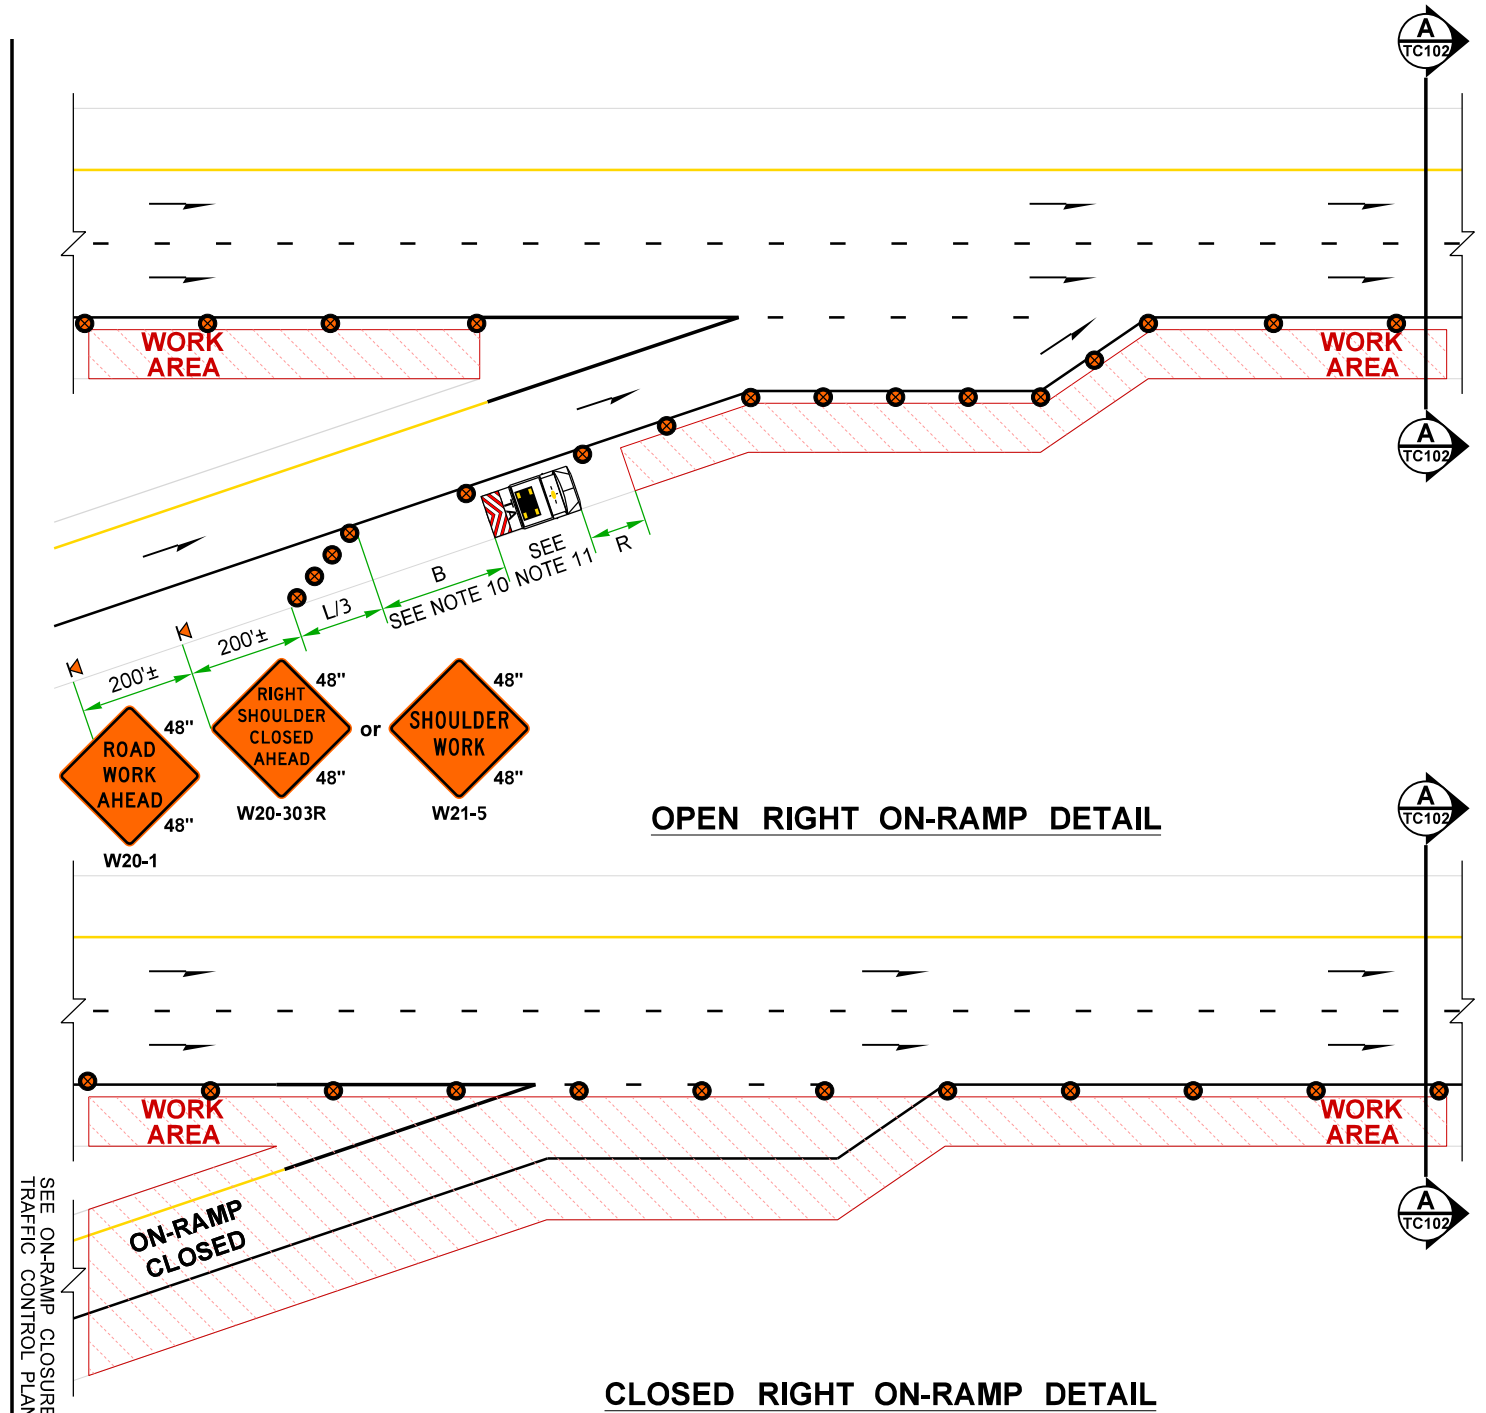 A
TC102
WORK
AREA
WORK
AREA
A
TC102
TA
SEE
NOTE 11
R
B
SEE NOTE 10
L/3
200'±
200'±
ROAD
WORK
AHEAD
48"
48"
W20-1
RIGHT
SHOULDER
CLOSED
AHEAD
48"
48"
W20-303R
or
SHOULDER
WORK
48"
48"
W21-5
OPEN RIGHT ON-RAMP DETAIL
A
TC102
WORK
AREA
WORK
AREA
ON-RAMP
CLOSED
A
TC102
SEE ON-RAMP CLOSURE
TRAFFIC CONTROL PLAN
CLOSED RIGHT ON-RAMP DETAIL